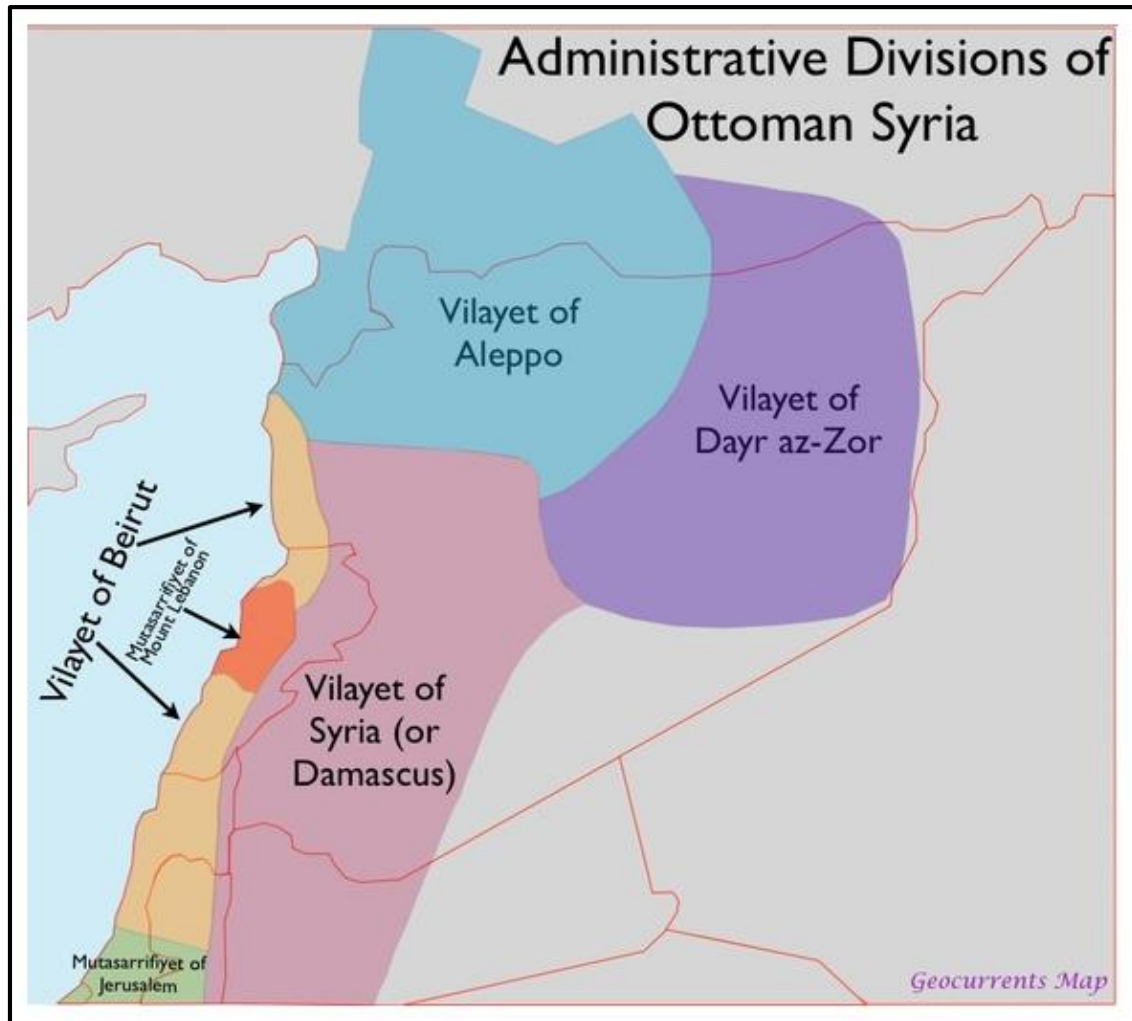 Administrative Divisions of
Ottoman Syria
Vilayet of
Aleppo
Vilayet of
Dayr az-Zor
Vilayet of Beirut
Mutasarrifiyet of
Mount Lebanon
Vilayet of
Syria (or
Damascus)
Mutasarrifiyet of
Jerusalem
Geocurrents Map